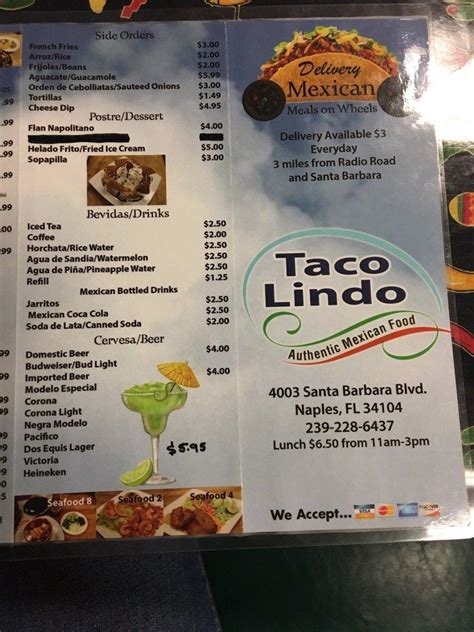 Side Orders
French Fries $3.00
Arroz/Rice $2.00
Frijoles/Beans $2.00
Aguacate/Guacamole $5.99
Orden de Cebolliatas/Sauteed Onions $3.00
Tortillas $1.49
Cheese Dip $4.95
Postre/Dessert
Flan Napolitano $4.00
Helado Frito/Fried Ice Cream $5.00
Sopapilla $3.00
Bevidas/Drinks
Iced Tea $2.50
Coffee $2.00
Horchata/Rice Water $2.50
Agua de Sandia/Watermelon $2.50
Agua de Piña/Pineapple Water $2.50
Refill $1.25
Mexican Bottled Drinks
Jarritos $2.50
Mexican Coca Cola $2.50
Soda de Lata/Canned Soda $2.00
Cervesa/Beer
Domestic Beer $4.00
Budweiser/Bud Light
Imported Beer $4.00
Modelo Especial
Corona
Corona Light
Negra Modelo
Pacifico
Dos Equis Lager
Victoria
Heineken
$5.95
Seafood 8
Seafood 2
Seafood 4
Delivery
Mexican
Meals on Wheels
Delivery Available $3
Everyday
3 miles from Radio Road
and Santa Barbara
Taco
Lindo
Authentic Mexican Food
4003 Santa Barbara Blvd.
Naples, FL 34104
239-228-6437
Lunch $6.50 from 11am-3pm
We Accept...
VISA